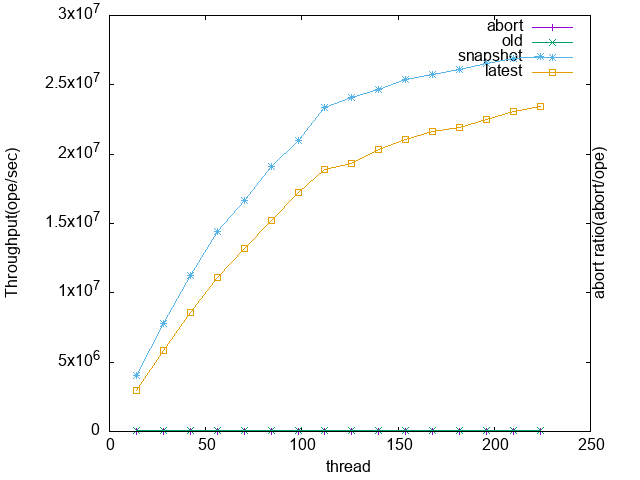 3x10^7
2.5x10^7
2x10^7
1.5x10^7
1x10^7
5x10^6
0
Throughput(ope/sec)
abort
old
snapshot
latest
abort ratio(abort/ope)
0 50 100 150 200 250
thread